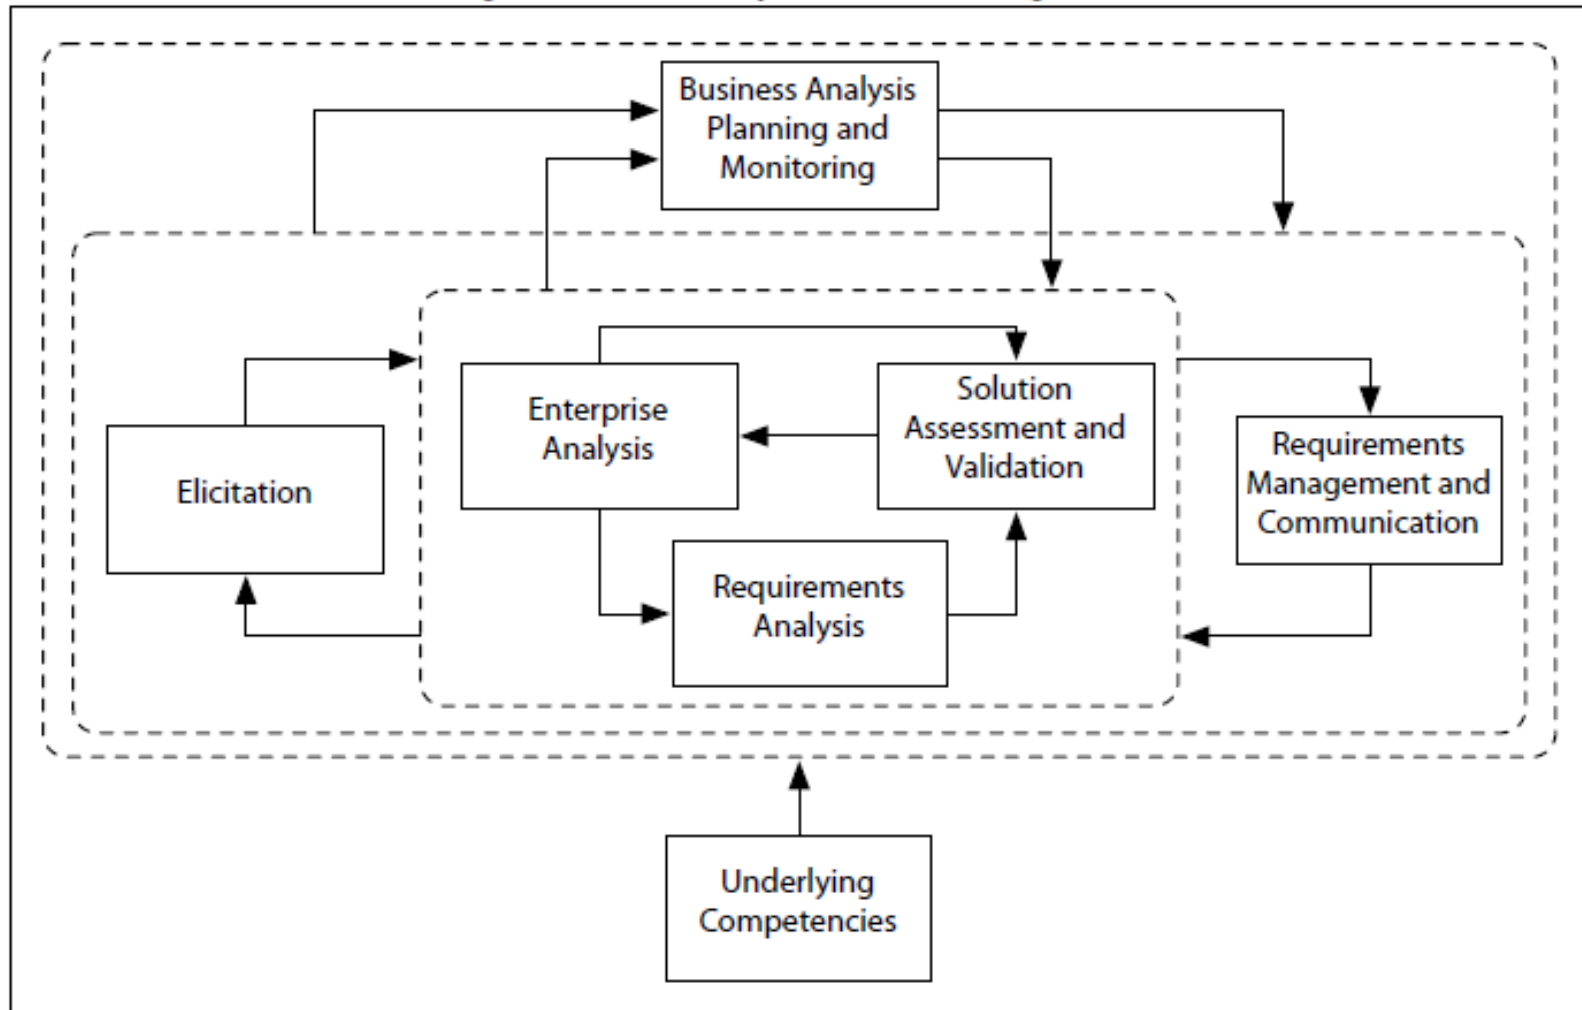 Business Analysis
Planning and
Monitoring
Enterprise
Analysis
Solution
Assessment and
Validation
Elicitation
Requirements
Management and
Communication
Requirements
Analysis
Underlying
Competencies